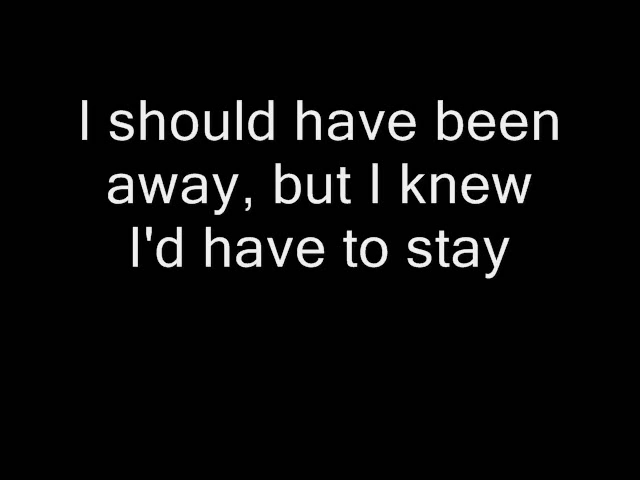 I should have been
away, but I knew
I'd have to stay